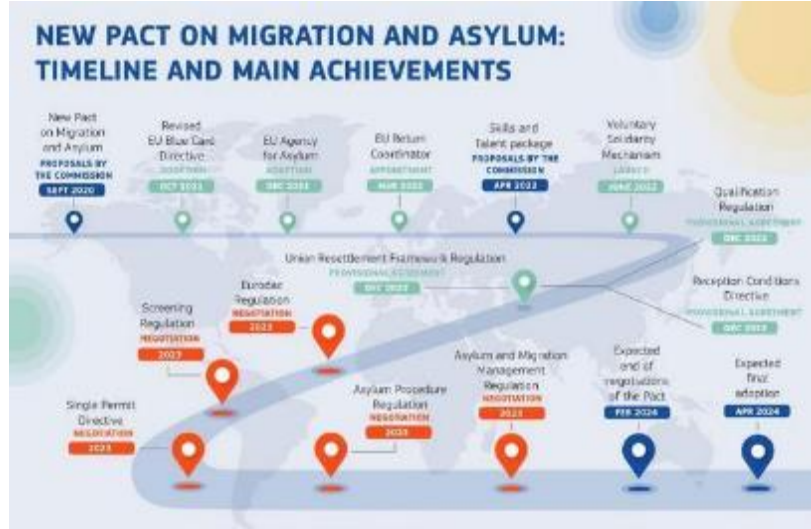 NEW PACT ON MIGRATION AND ASYLUM:
TIMELINE AND MAIN ACHIEVEMENTS
New Pact
on Migration
and Asylum
PROPOSALS BY
THE COMMISSION
SEPT 2020
Revised
EU Blue Card
Directive
ADOPTION
OCT 2021
EU Agency
for Asylum
ADOPTION
DEC 2021
EU Return
Coordinator
APPOINTMENT
MAR 2022
Skills and
Talent package
PROPOSALS BY THE
COMMISSION
APR 2022
Voluntary
Solidarity
Mechanism
LAUNCH
JUNE 2022
Qualification
Regulation
PROVISIONAL AGREEMENT
DEC 2022
Union Resettlement Framework Regulation
PROVISIONAL AGREEMENT
DEC 2022
Reception Conditions
Directive
PROVISIONAL AGREEMENT
DEC 2022
Eurodac
Regulation
NEGOTIATION
2023
Screening
Regulation
NEGOTIATION
2023
Single Permit
Directive
NEGOTIATION
2023
Asylum Procedure
Regulation
NEGOTIATION
2023
Asylum and Migration
Management
Regulation
NEGOTIATION
2023
Expected
end of
negotiations
of the Pact
FEB 2024
Expected
final
adoption
APR 2024